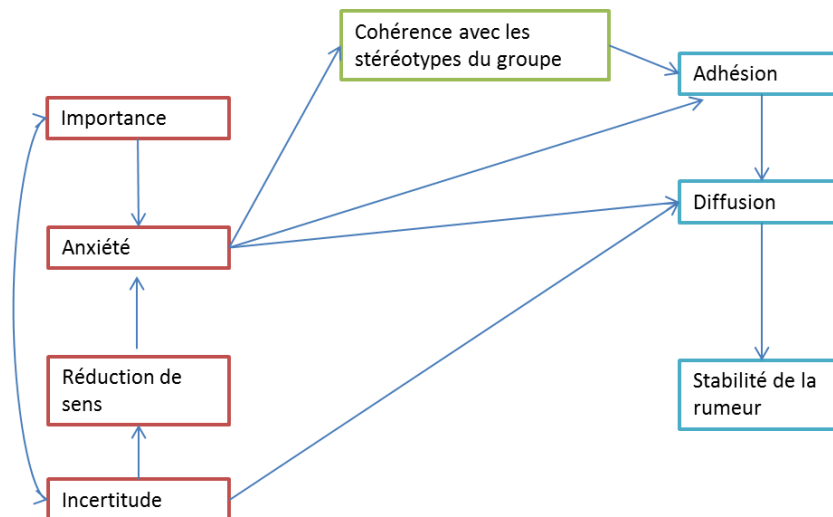 Cohérence avec les
stéréotypes du groupe
Adhésion
Importance
Diffusion
Anxiété
Réduction de
sens
Stabilité de la
rumeur
Incertitude